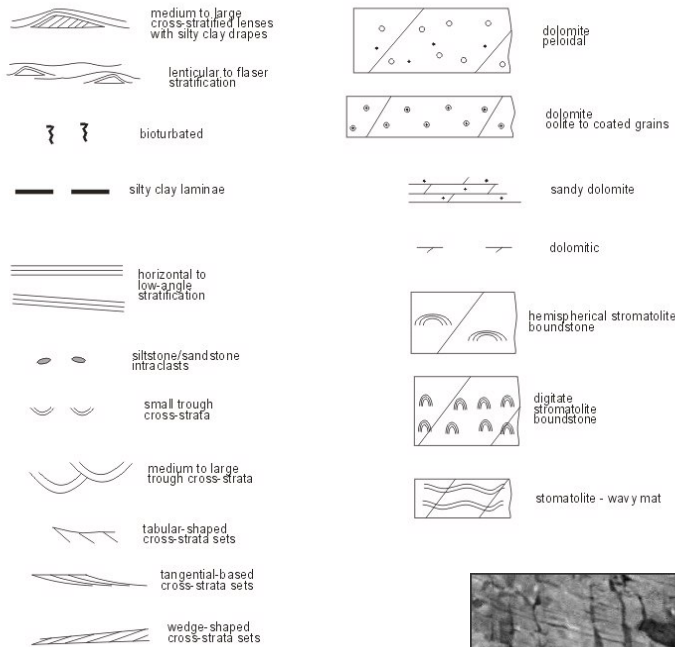 medium to large
cross-stratified lenses
with silty clay drapes
lenticular to flaser
stratification
bioturbated
silty clay laminae
horizontal to
low-angle
stratification
siltstone/sandstone
intraclasts
small trough
cross-strata
medium to large
trough cross-strata
tabular-shaped
cross-strata sets
tangential-based
cross-strata sets
wedge-shaped
cross-strata sets
dolomite
peloidal
dolomite
oolite to coated grains
sandy dolomite
dolomitic
hemispherical stromatolite
boundstone
digitate
stromatolite
boundstone
stomatolite - wavy mat